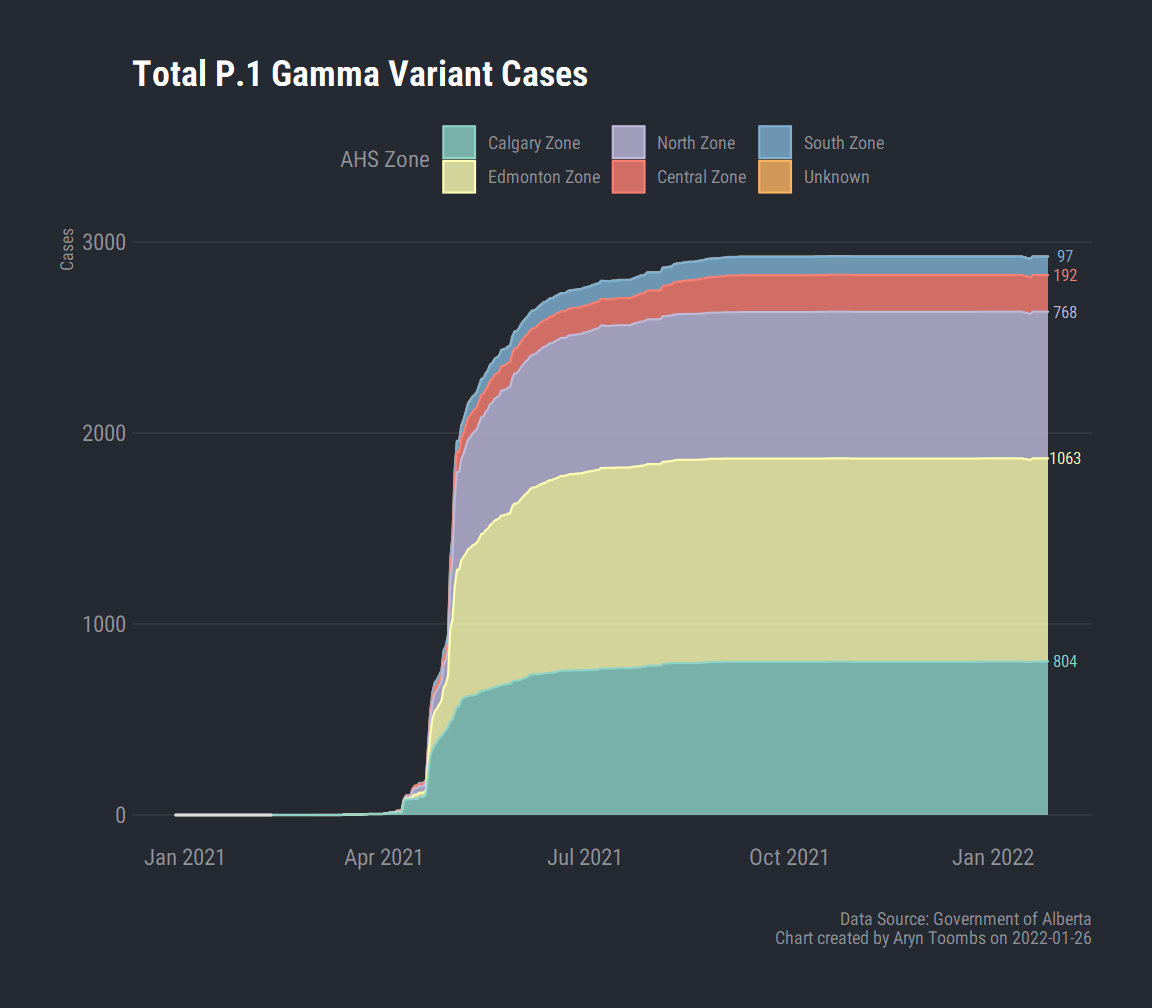 Total P.1 Gamma Variant Cases
AHS Zone
Calgary Zone
North Zone
South Zone
Edmonton Zone
Central Zone
Unknown
Cases
3000
2000
1000
0
97
192
768
1063
804
Jan 2021
Apr 2021
Jul 2021
Oct 2021
Jan 2022
Data Source: Government of Alberta
Chart created by Aryn Toombs on 2022-01-26